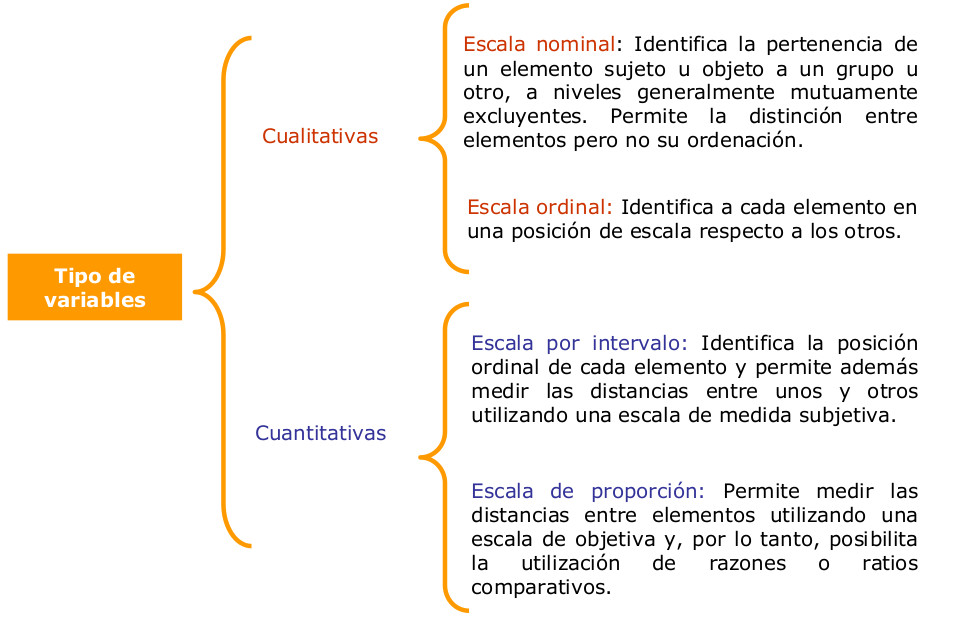 Tipo de
variables
Cualitativas
Escala nominal: Identifica la pertenencia de
un elemento sujeto u objeto a un grupo u
otro, a niveles generalmente mutuamente
excluyentes. Permite la distinción entre
elementos pero no su ordenación.
Escala ordinal: Identifica a cada elemento en
una posición de escala respecto a los otros.
Cuantitativas
Escala por intervalo: Identifica la posición
ordinal de cada elemento y permite además
medir las distancias entre unos y otros
utilizando una escala de medida subjetiva.
Escala de proporción: Permite medir las
distancias entre elementos utilizando una
escala de objetiva y, por lo tanto, posibilita
la utilización de razones o ratios
comparativos.